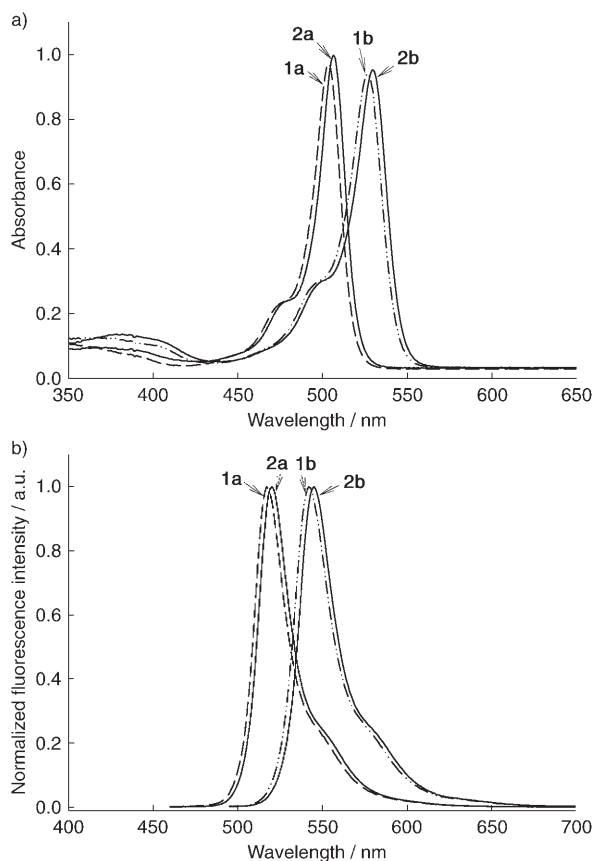 a)
2a
1b
1a
2b
1.0
0.8
0.6
0.4
0.2
0.0
Absorbance
350 400 450 500 550 600 650
Wavelength / nm
b)
1a
2a
1b
2b
1.0
0.8
0.6
0.4
0.2
0.0
Normalized fluorescence intensity / a.u.
400 450 500 550 600 700
Wavelength / nm